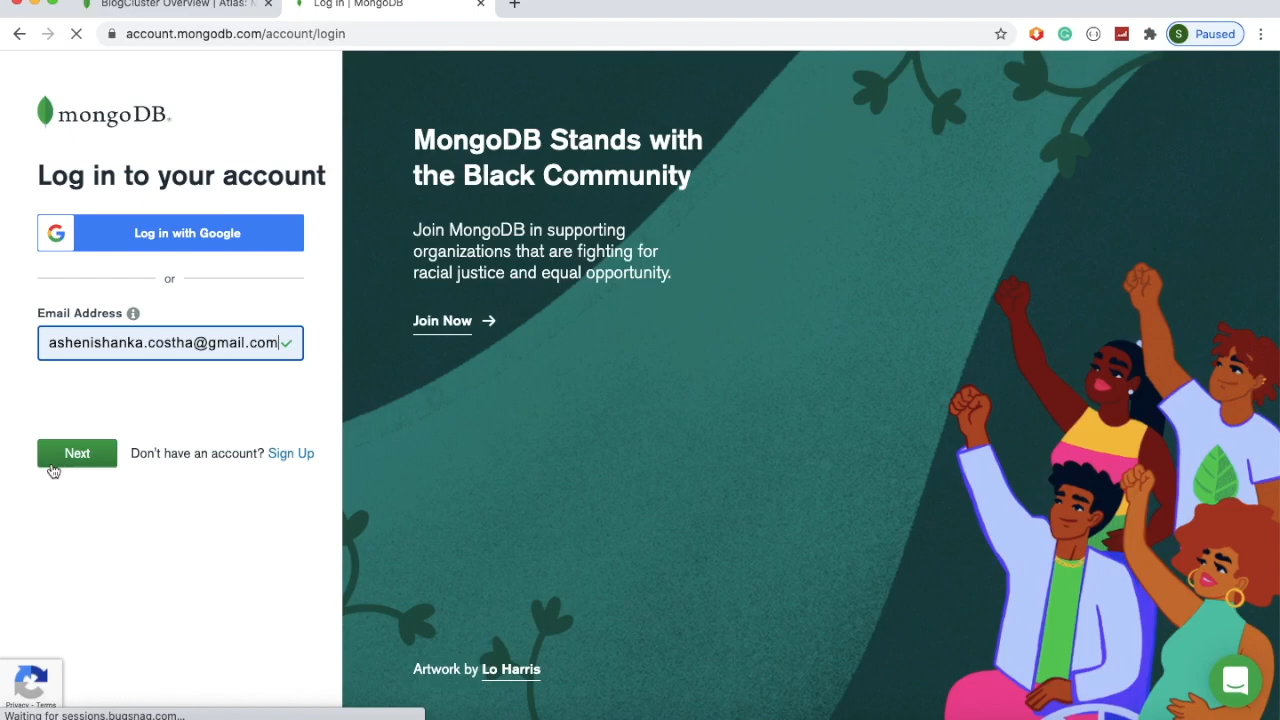 BlogCluster Overview | Atlas: M
Log In | MongoDB
account.mongodb.com/account/login
S Paused
mongoDB.
Log in to your account
G Log in with Google
or
Email Address
ashenishanka.costha@gmail.com
Next Don't have an account? Sign Up
MongoDB Stands with
the Black Community
Join MongoDB in supporting
organizations that are fighting for
racial justice and equal opportunity.
Join Now →
Artwork by Lo Harris
Privacy - Terms
Waiting for sessions.bugsnag.com...